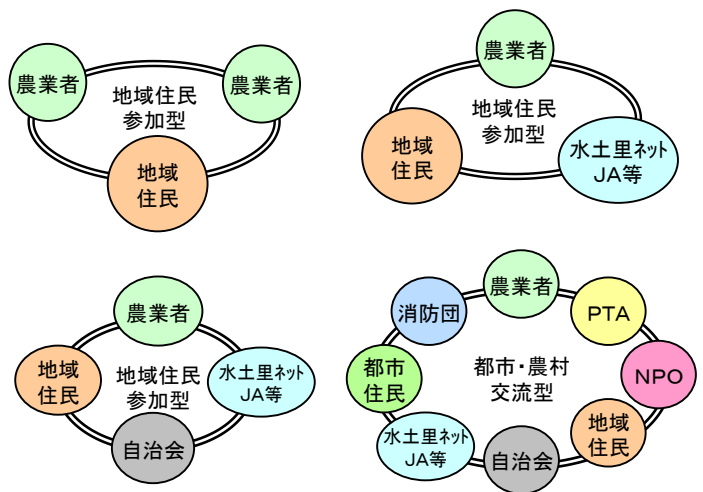 農業者
農業者
地域住民
参加型
地域
住民
農業者
地域住民
参加型
地域
住民
水土里ﾈｯﾄ
JA等
農業者
地域
住民
地域住民
参加型
水土里ﾈｯﾄ
JA等
自治会
農業者
消防団
PTA
都市
住民
都市・農村
交流型
NPO
水土里ﾈｯﾄ
JA等
地域
住民
自治会